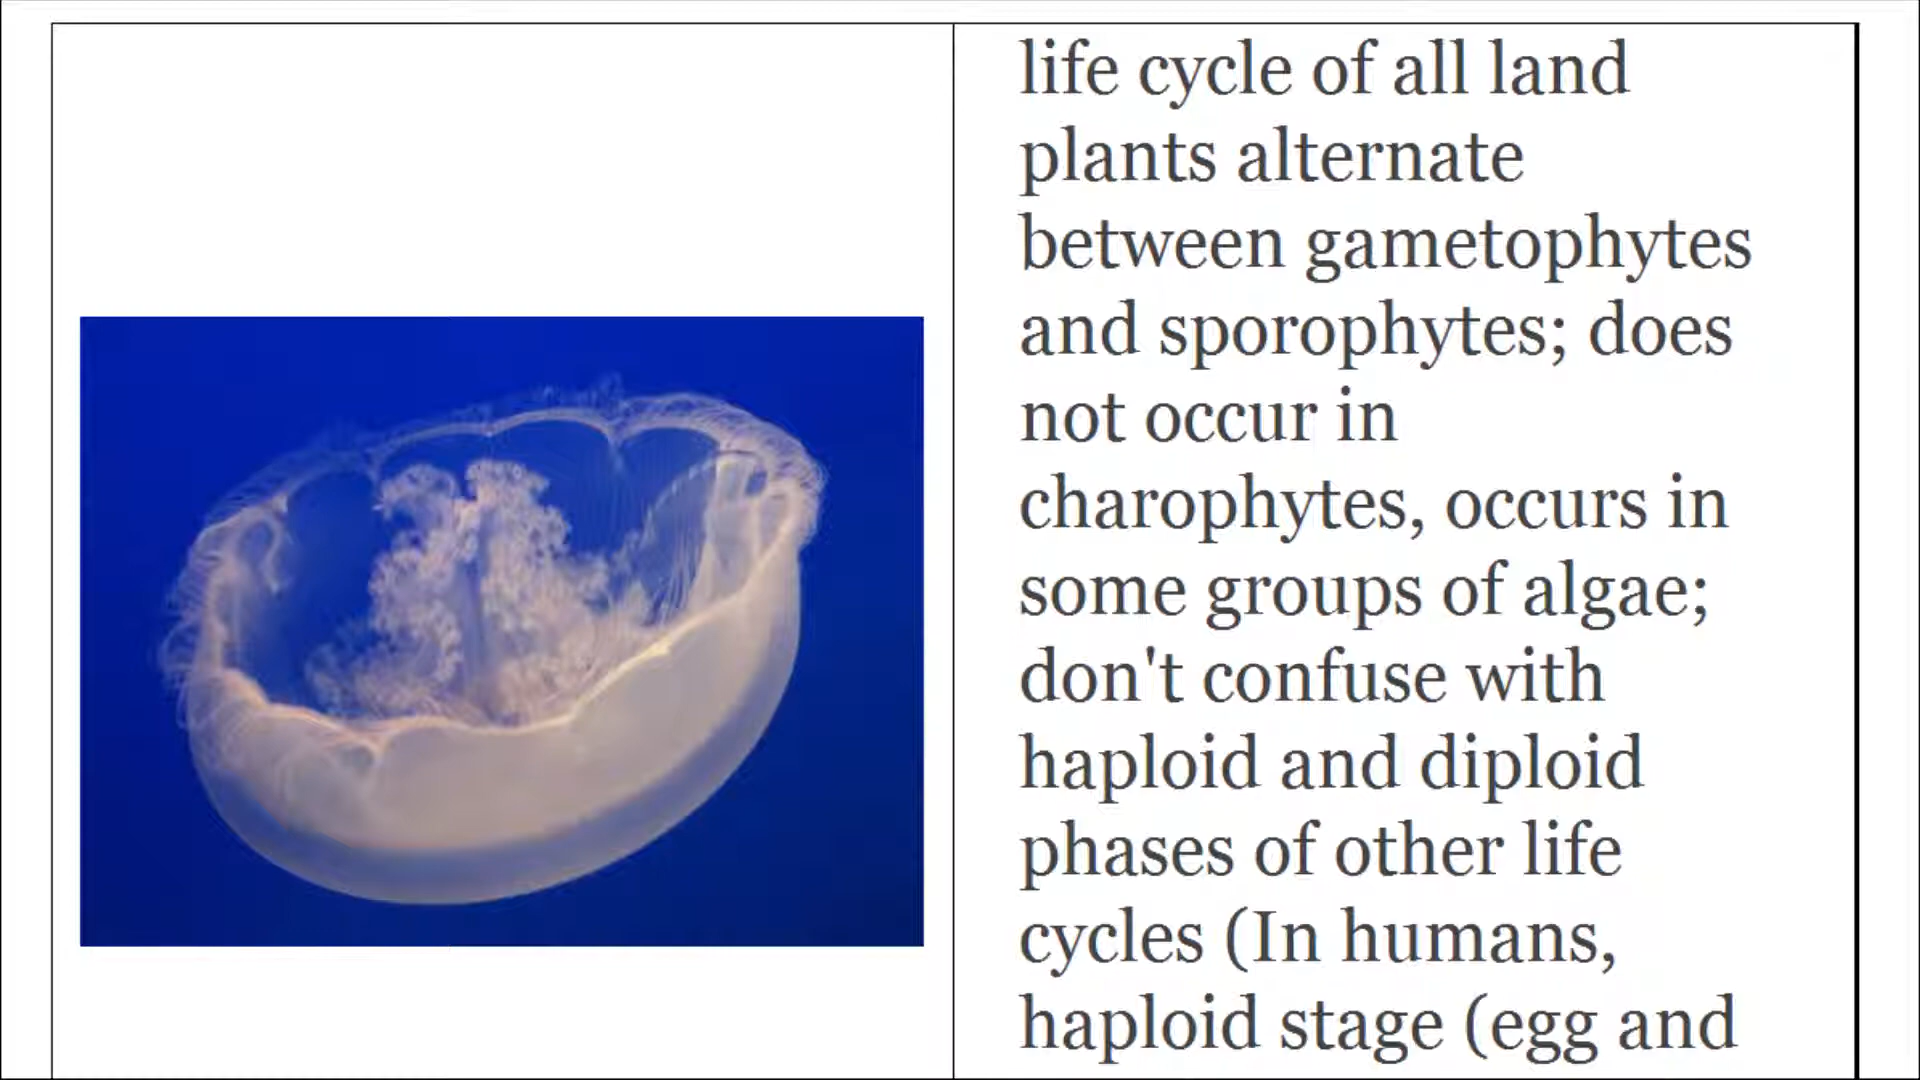 life cycle of all land
plants alternate
between gametophytes
and sporophytes; does
not occur in
charophytes, occurs in
some groups of algae;
don't confuse with
haploid and diploid
phases of other life
cycles (In humans,
haploid stage (egg and